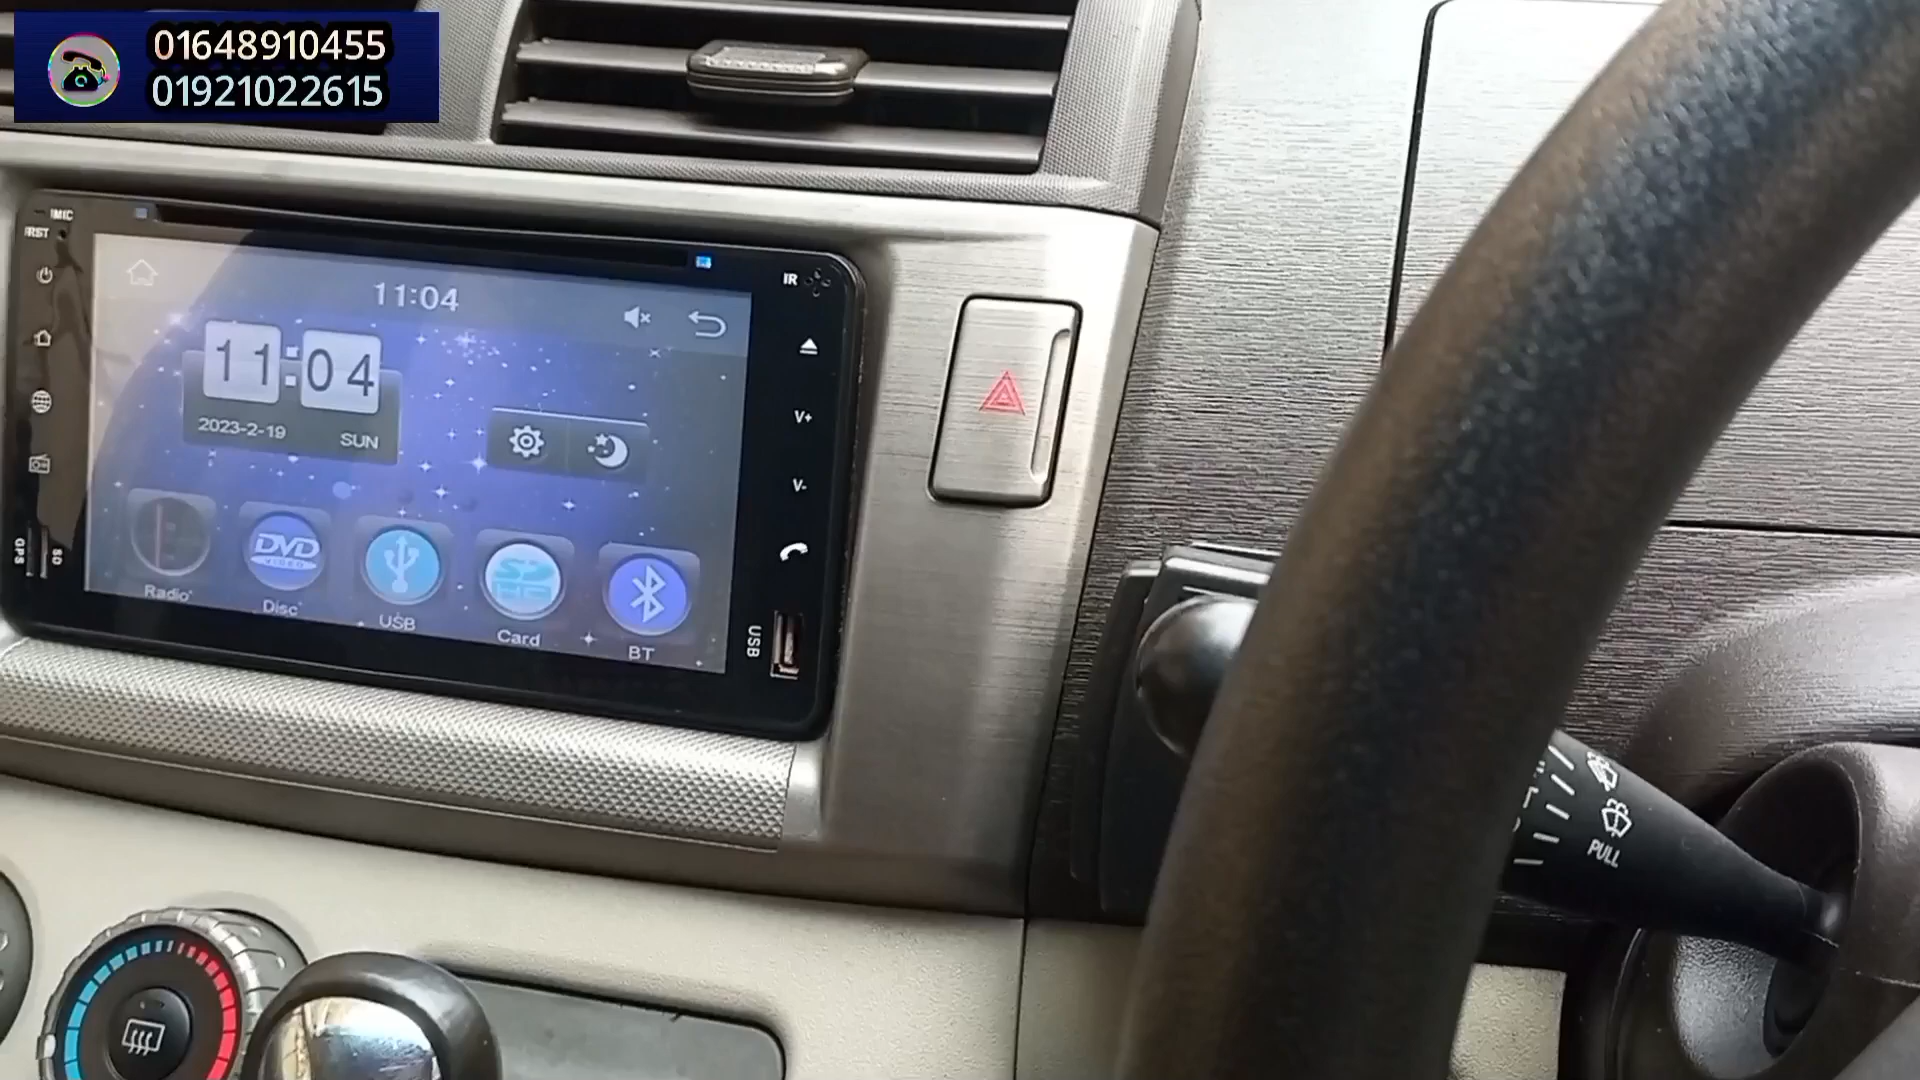 01648910455
01921022615
MIC
RST
IR
11:04
11:04
2023-2-19 SUN
V+
V-
GPS
SD
DVD
VIDEO
Radio
Disc
USB
Card
BT
USB
PULL